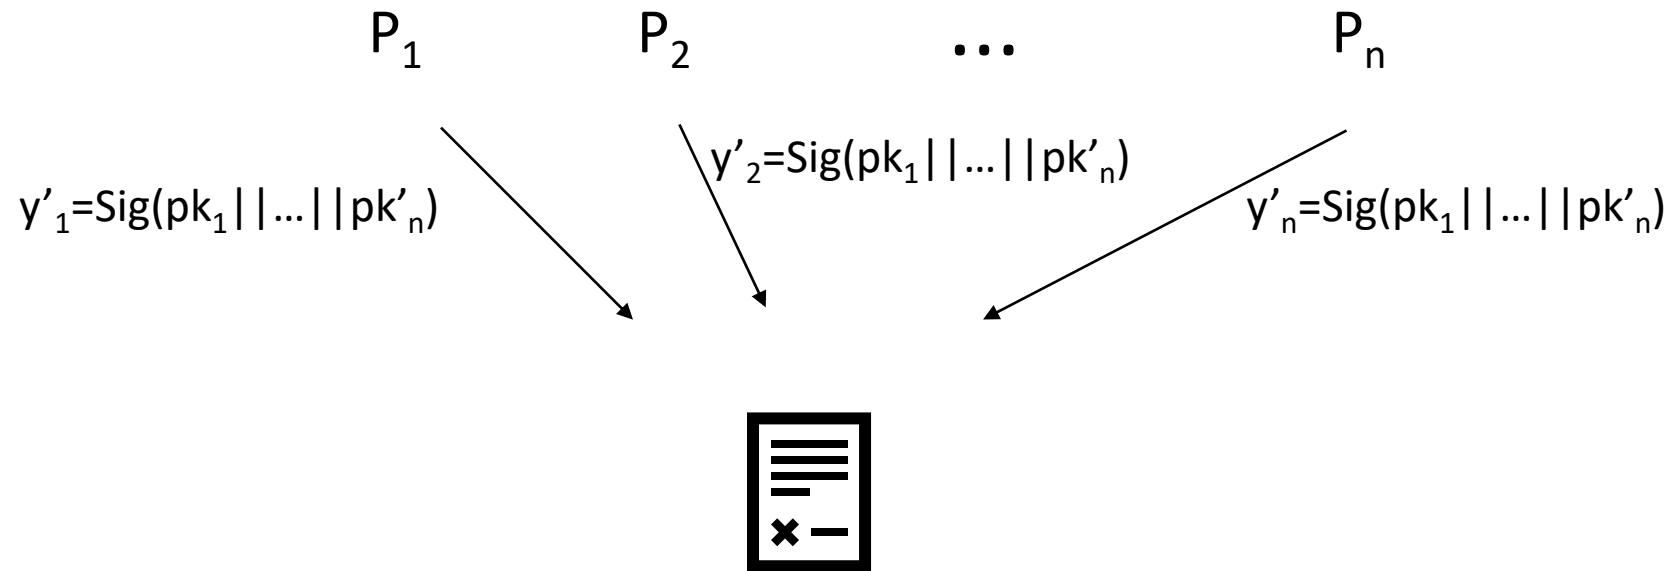 P₁ P₂ ... Pₙ
y’₂=Sig(pk₁||...||pk’ₙ)
y’₁=Sig(pk₁||...||pk’ₙ) y’ₙ=Sig(pk₁||...||pk’ₙ)